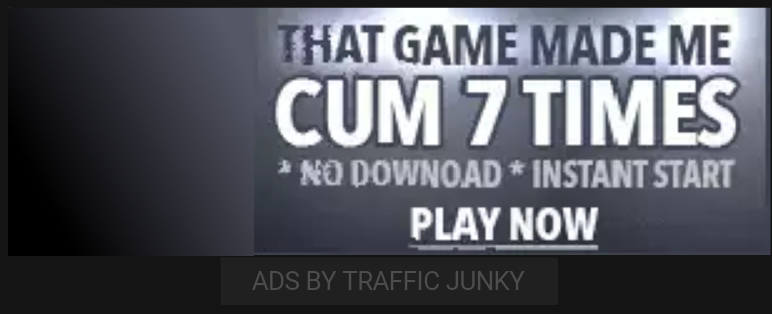 THAT GAME MADE ME
CUM 7 TIMES
* NO DOWNOAD * INSTANT START
PLAY NOW
ADS BY TRAFFIC JUNKY